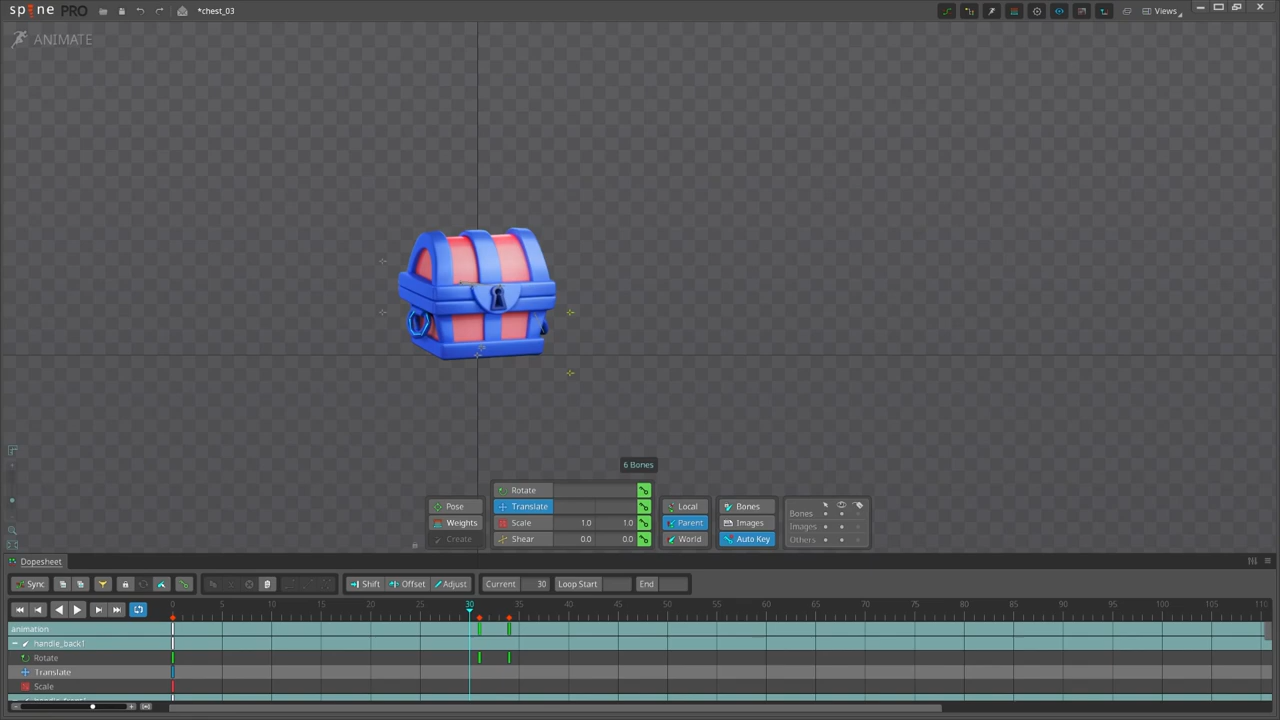 spine PRO
*chest_03
Views
ANIMATE
6 Bones
Pose
Weights
Create
Rotate
Translate
Scale 1.0 1.0
Shear 0.0 0.0
Local
Parent
World
Bones
Images
Auto Key
Bones
Images
Others
Dopesheet
Sync
Shift
Offset
Adjust
Current 30
Loop Start
End
0 5 10 15 20 25 30 35 40 45 50 55 60 65 70 75 80 85 90 95 100 105 110
animation
handle_back1
Rotate
Translate
Scale